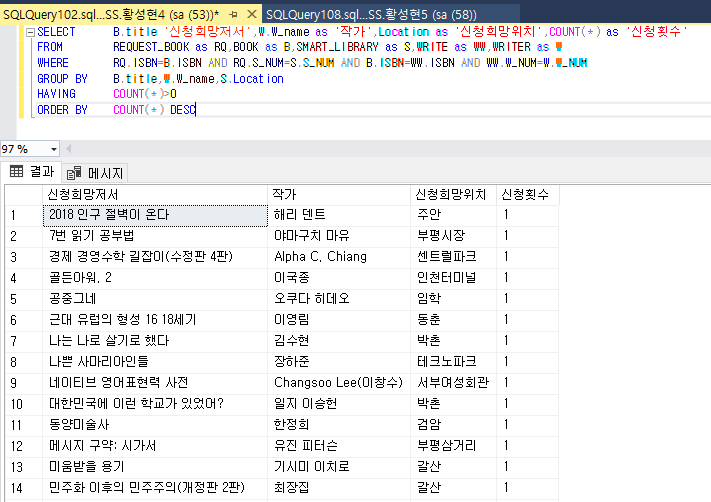 SQLQuery102.sql...SS.황성현4 (sa (53))* SQLQuery108.sql...SS.황성현5 (sa (58))
SELECT B.title '신청희망저서',W.W_name as '작가',Location as '신청희망위치',COUNT(*) as '신청횟수'
FROM REQUEST_BOOK as RQ,BOOK as B,SMART_LIBRARY as S,WRITE as WW,WRITER as W
WHERE RQ.ISBN=B.ISBN AND RQ.S_NUM=S.S_NUM AND B.ISBN=WW.ISBN AND WW.W_NUM=W.W_NUM
GROUP BY B.title,W.W_name,S.Location
HAVING COUNT(*)>0
ORDER BY COUNT(*) DESC
97 %
결과 메시지
신청희망저서 작가 신청희망위치 신청횟수
1 2018 인구 절벽이 온다 해리 덴트 주안 1
2 7번 읽기 공부법 야마구치 마유 부평시장 1
3 경제 경영수학 길잡이(수정판 4판) Alpha C. Chiang 센트럴파크 1
4 골든아워. 2 이국종 인천터미널 1
5 공중그네 오쿠다 히데오 임학 1
6 근대 유럽의 형성 16 18세기 이영림 동춘 1
7 나는 나로 살기로 했다 김수현 박촌 1
8 나쁜 사마리아인들 장하준 테크노파크 1
9 네이티브 영어표현력 사전 Changsoo Lee(이창수) 서부여성회관 1
10 대한민국에 이런 학교가 있었어? 일지 이승헌 박촌 1
11 동양미술사 한정희 검암 1
12 메시지 구약: 시가서 유진 피터슨 부평삼거리 1
13 미움받을 용기 기시미 이치로 갈산 1
14 민주화 이후의 민주주의(개정판 2판) 최장집 갈산 1